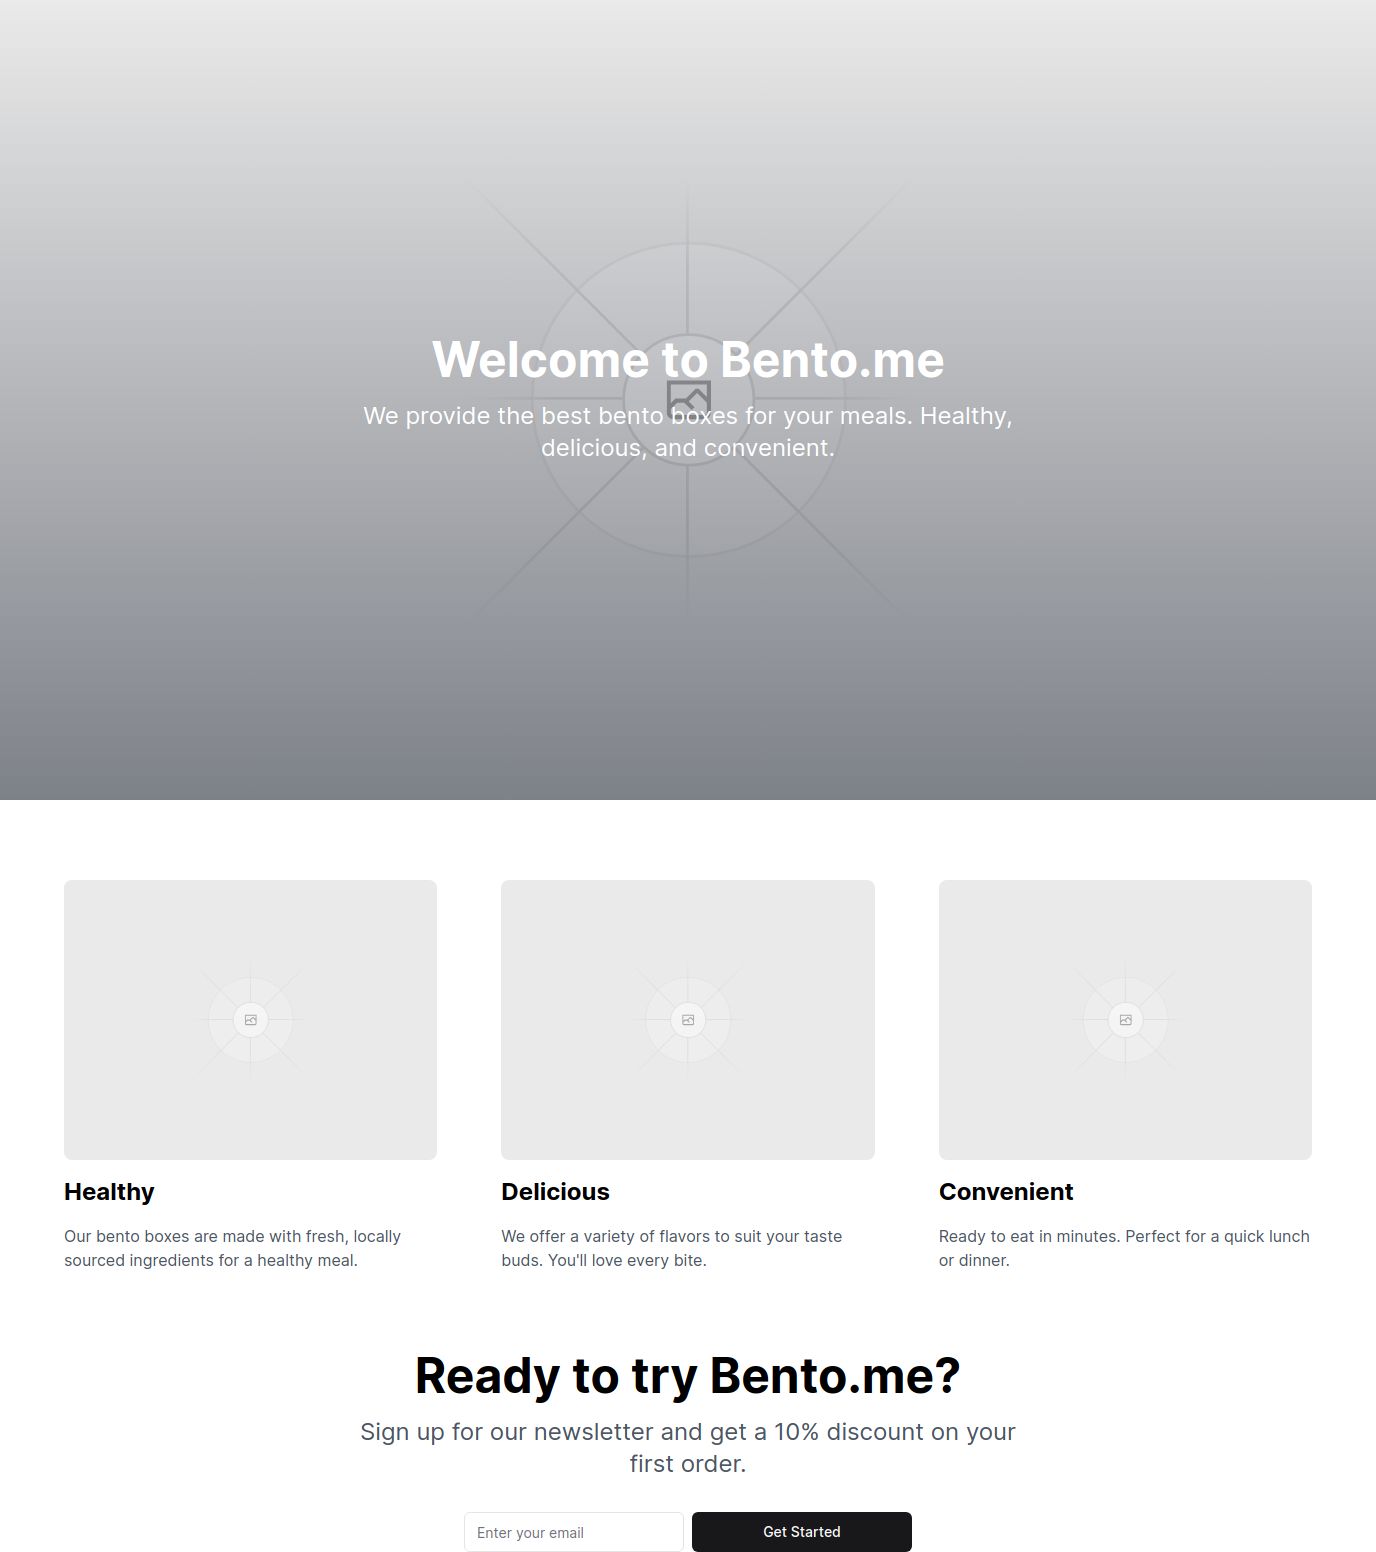 Welcome to Bento.me
We provide the best bento boxes for your meals. Healthy,
delicious, and convenient.
Healthy
Our bento boxes are made with fresh, locally
sourced ingredients for a healthy meal.
Delicious
We offer a variety of flavors to suit your taste
buds. You'll love every bite.
Convenient
Ready to eat in minutes. Perfect for a quick lunch
or dinner.
Ready to try Bento.me?
Sign up for our newsletter and get a 10% discount on your
first order.
Enter your email
Get Started